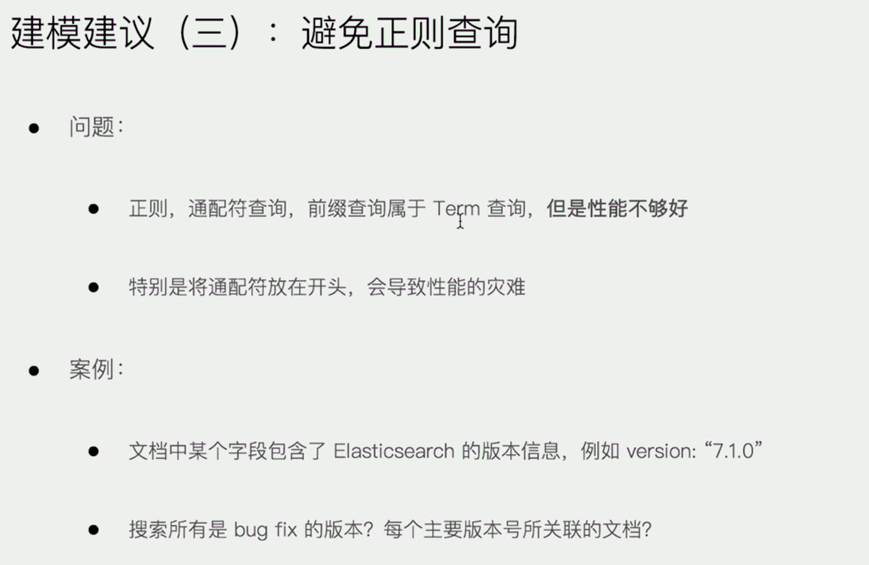 建模建议（三）：避免正则查询
● 问题：
● 正则，通配符查询，前缀查询属于 Term 查询，但是性能不够好
● 特别是将通配符放在开头，会导致性能的灾难
● 案例：
● 文档中某个字段包含了 Elasticsearch 的版本信息，例如 version: “7.1.0”
● 搜索所有是 bug fix 的版本？每个主要版本号所关联的文档？